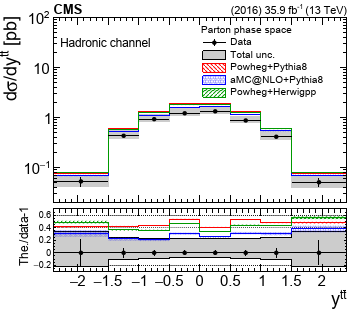 CMS (2016) 35.9 fb⁻¹ (13 TeV)
Parton phase space
Hadronic channel
Data
Total unc.
Powheg+Pythia8
aMC@NLO+Pythia8
Powheg+Herwigpp
dσ/dy^tt̄ [pb]
10²
10
1
10⁻¹
The./data-1
0.6
0.4
0.2
0
−0.2
−2 −1.5 −1 −0.5 0 0.5 1 1.5 2
y^tt̄